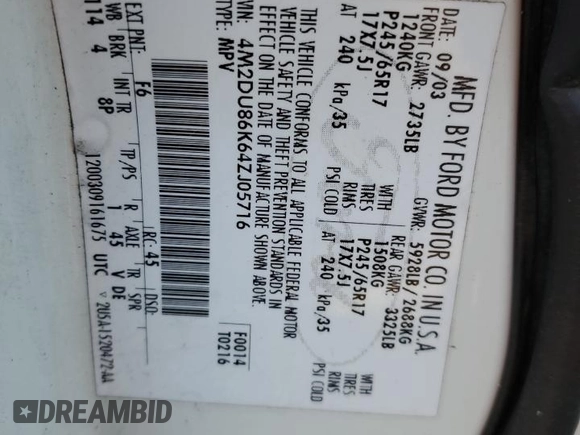 MFD. BY FORD MOTOR CO. IN U.S.A.
DATE: 09/03
GVWR: 5928LB / 2688KG
FRONT GAWR: 2735LB
REAR GAWR: 3325LB
1240KG
WITH
1508KG
WITH
P245/65R17
TIRES
P245/65R17
TIRES
17X7.5J
RIMS
17X7.5J
RIMS
AT 240 kPa/35 PSI COLD
AT 240 kPa/35 PSI COLD
THIS VEHICLE CONFORMS TO ALL APPLICABLE FEDERAL MOTOR
VEHICLE SAFETY AND THEFT PREVENTION STANDARDS IN
EFFECT ON THE DATE OF MANUFACTURE SHOWN ABOVE.
VIN: 4M2DU86K64ZJ05716
TYPE: MPV
F0014
T0216
EXT PNT: F6
RC: 45
DSO:
WB BRK INT TR TP/PS R AXLE TR SPR
114 4 8P 1 45 V DE
1200309161675 UTC
DREAMBID